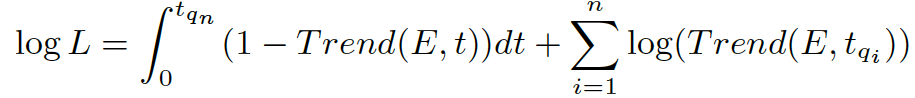 log L = ∫_0^{t_{q_n}} (1 − Trend(E, t))dt + ∑_{i=1}^{n} log(Trend(E, t_{q_i}))